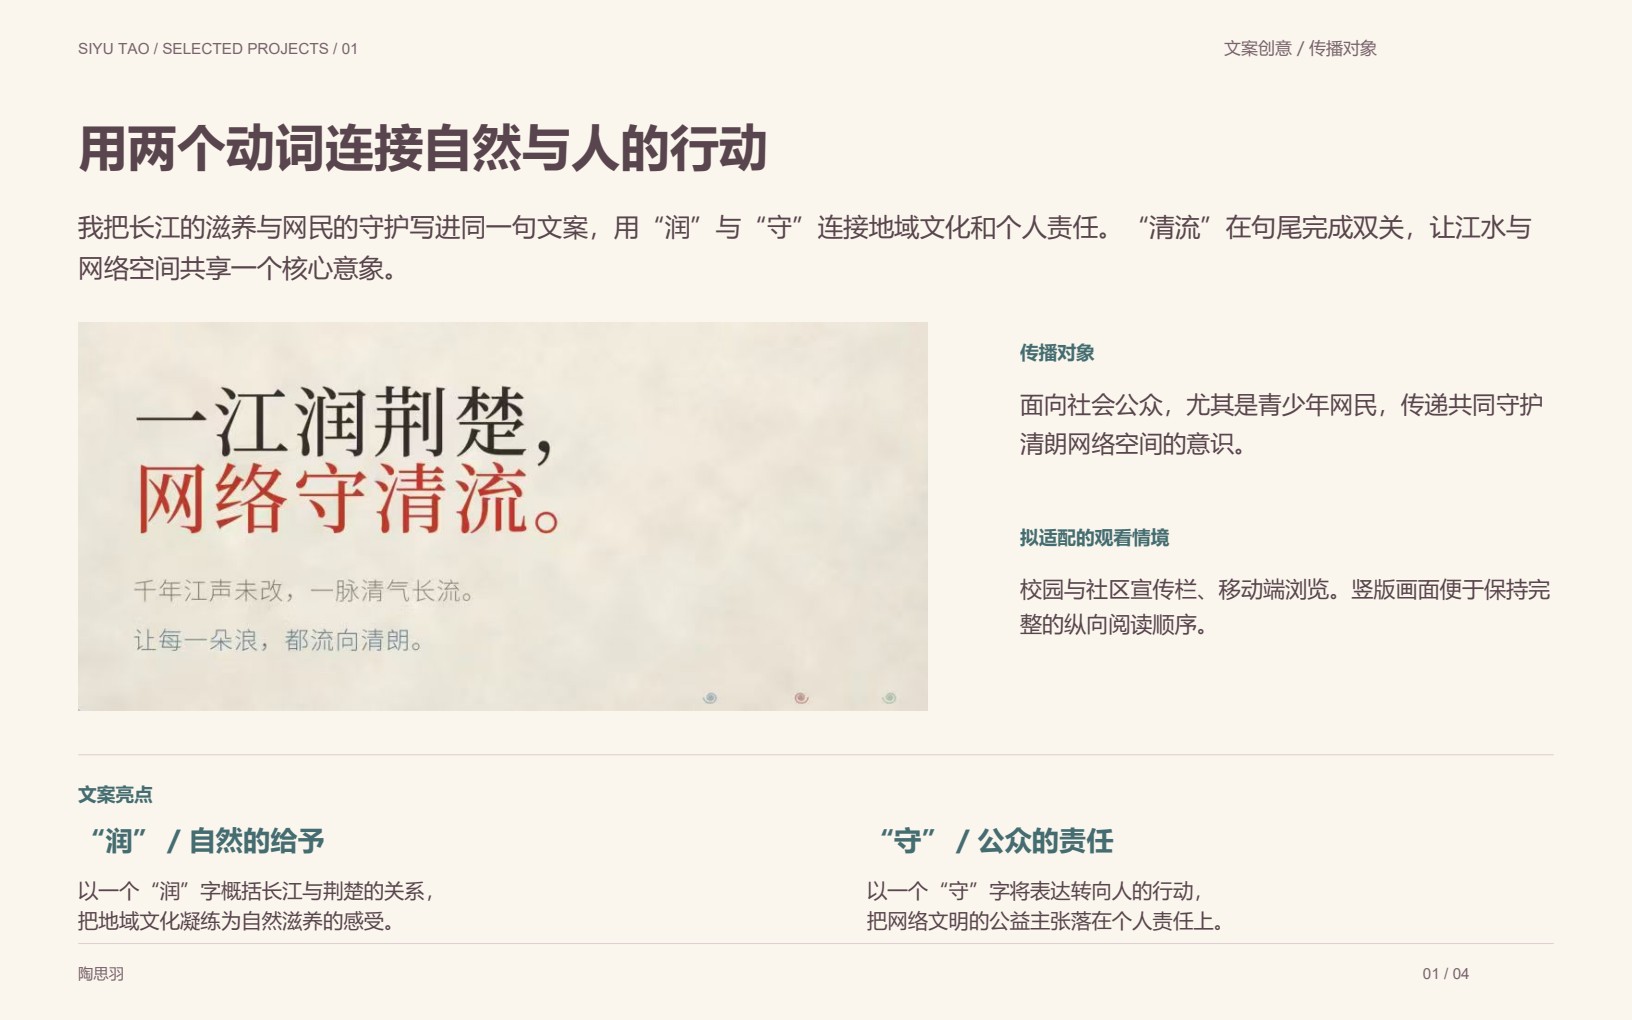 SIYU TAO / SELECTED PROJECTS / 01
文案创意 / 传播对象
用两个动词连接自然与人的行动
我把长江的滋养与网民的守护写进同一句文案，用“润”与“守”连接地域文化和个人责任。“清流”在句尾完成双关，让江水与
网络空间共享一个核心意象。
一江润荆楚，
网络守清流。
千年江声未改，一脉清气长流。
让每一朵浪，都流向清朗。
传播对象
面向社会公众，尤其是青少年网民，传递共同守护
清朗网络空间的意识。
拟适配的观看情境
校园与社区宣传栏、移动端浏览。竖版画面便于保持完
整的纵向阅读顺序。
文案亮点
“润” / 自然的给予
以一个“润”字概括长江与荆楚的关系，
把地域文化凝练为自然滋养的感受。
“守” / 公众的责任
以一个“守”字将表达转向人的行动，
把网络文明的公益主张落在个人责任上。
陶思羽
01 / 04